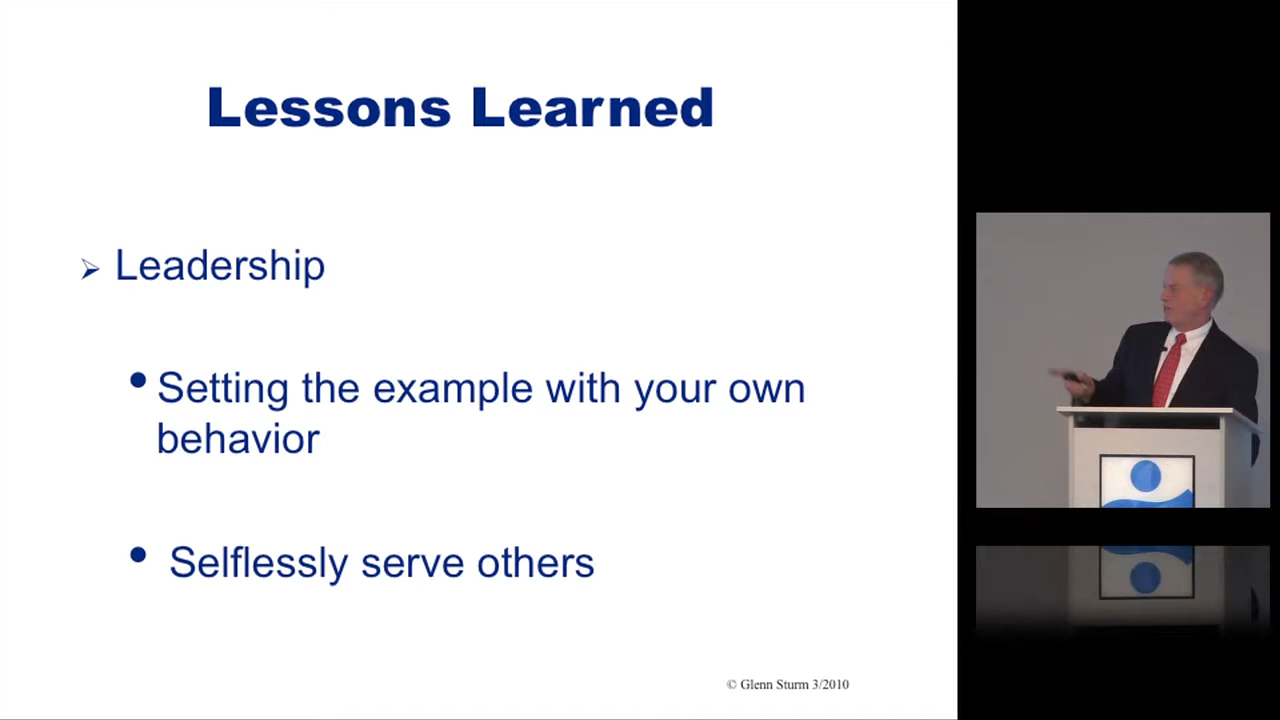 Lessons Learned
➢ Leadership
• Setting the example with your own
behavior
• Selflessly serve others
© Glenn Sturm 3/2010